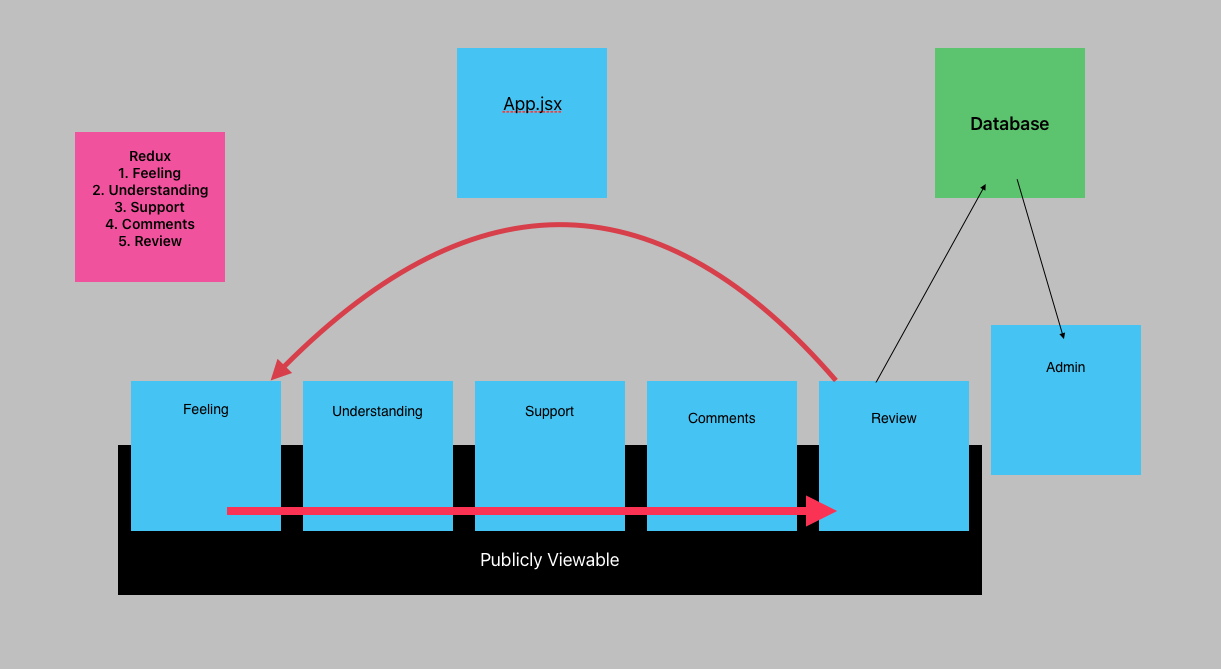 App.jsx
Database
Redux
1. Feeling
2. Understanding
3. Support
4. Comments
5. Review
Admin
Feeling
Understanding
Support
Comments
Review
Publicly Viewable